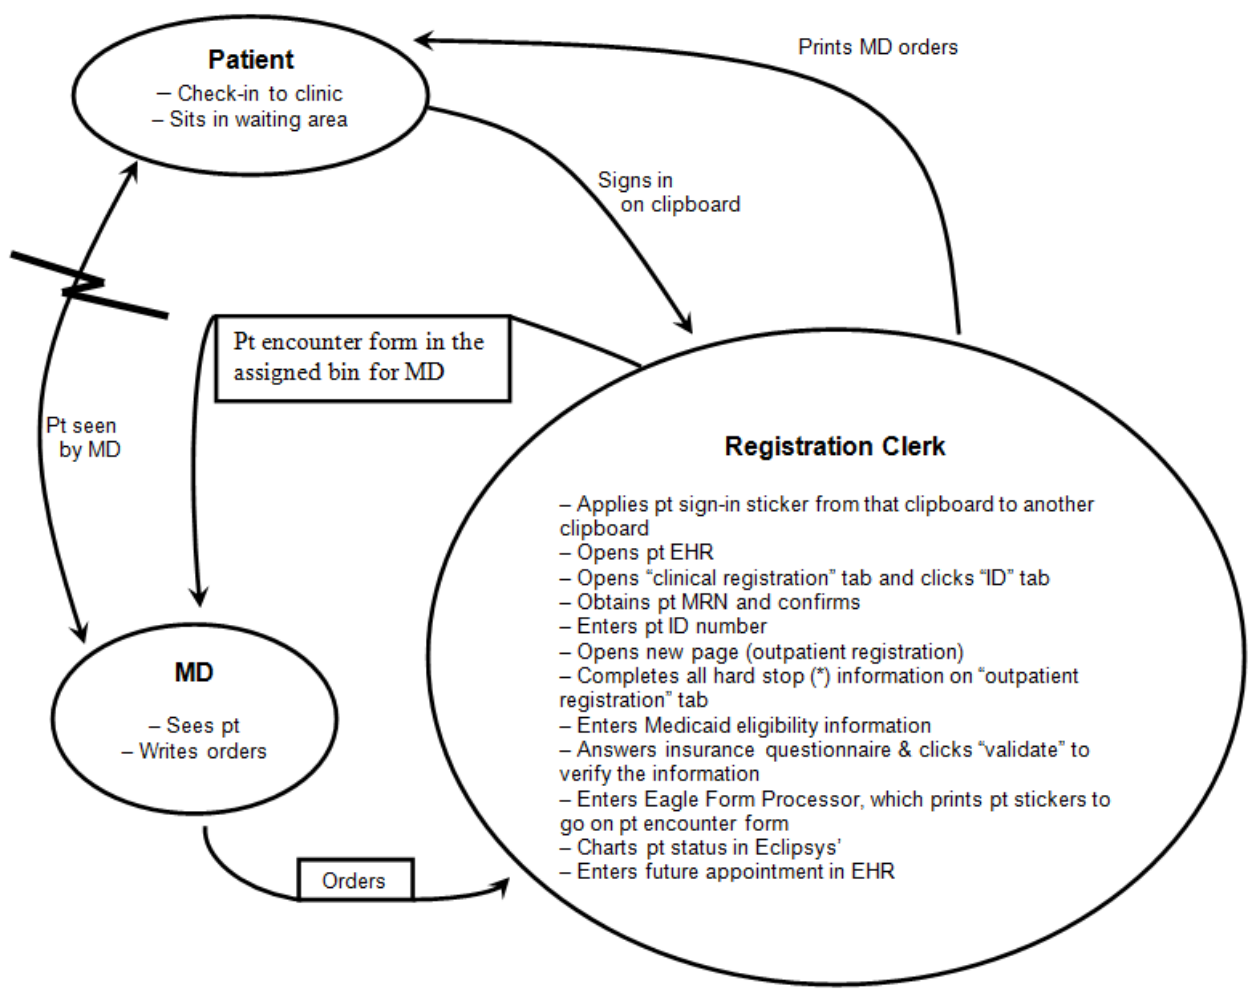 Patient
– Check-in to clinic
– Sits in waiting area
Prints MD orders
Signs in
on clipboard
Pt encounter form in the
assigned bin for MD
Pt seen
by MD
Registration Clerk
– Applies pt sign-in sticker from that clipboard to another
clipboard
– Opens pt EHR
– Opens “clinical registration” tab and clicks “ID” tab
– Obtains pt MRN and confirms
– Enters pt ID number
– Opens new page (outpatient registration)
– Completes all hard stop (*) information on “outpatient
registration” tab
– Enters Medicaid eligibility information
– Answers insurance questionnaire & clicks “validate” to
verify the information
– Enters Eagle Form Processor, which prints pt stickers to
go on pt encounter form
– Charts pt status in Eclipsys’
– Enters future appointment in EHR
MD
– Sees pt
– Writes orders
Orders